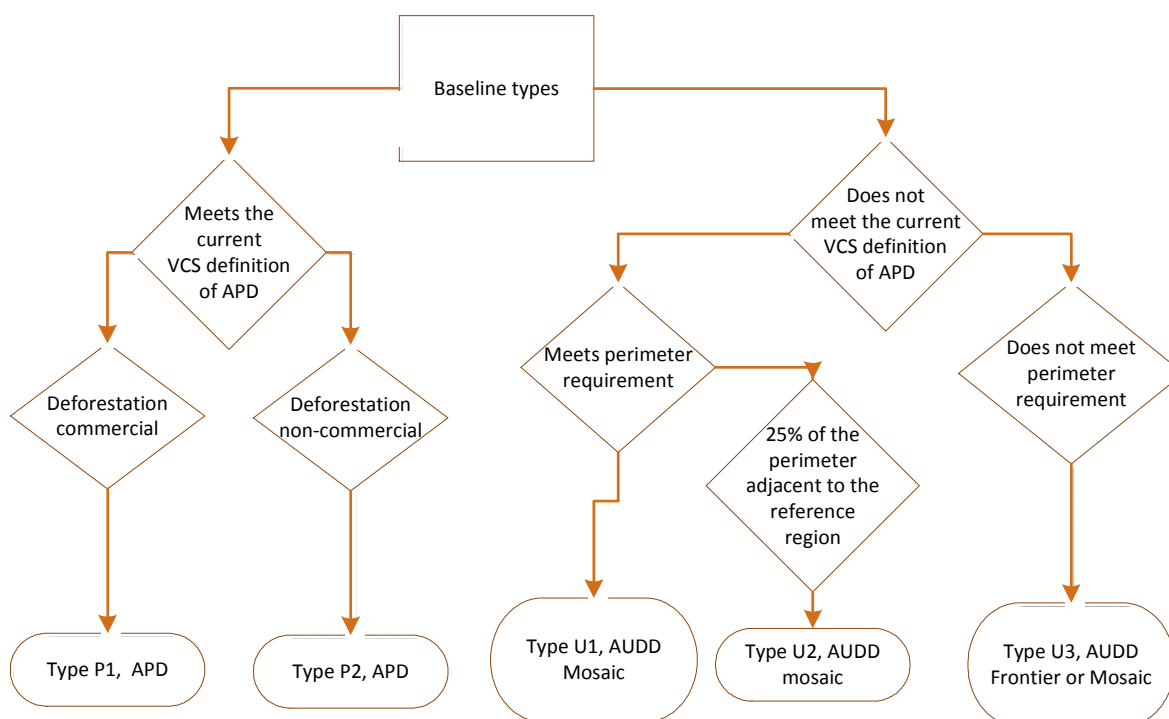 Baseline types
Meets the
current
VCS definition
of APD
Does not
meet the current
VCS definition
of APD
Deforestation
commercial
Deforestation
non-commercial
Meets perimeter
requirement
25% of the
perimeter
adjacent to the
reference
region
Does not meet
perimeter
requirement
Type P1, APD
Type P2, APD
Type U1, AUDD
Mosaic
Type U2, AUDD
mosaic
Type U3, AUDD
Frontier or Mosaic